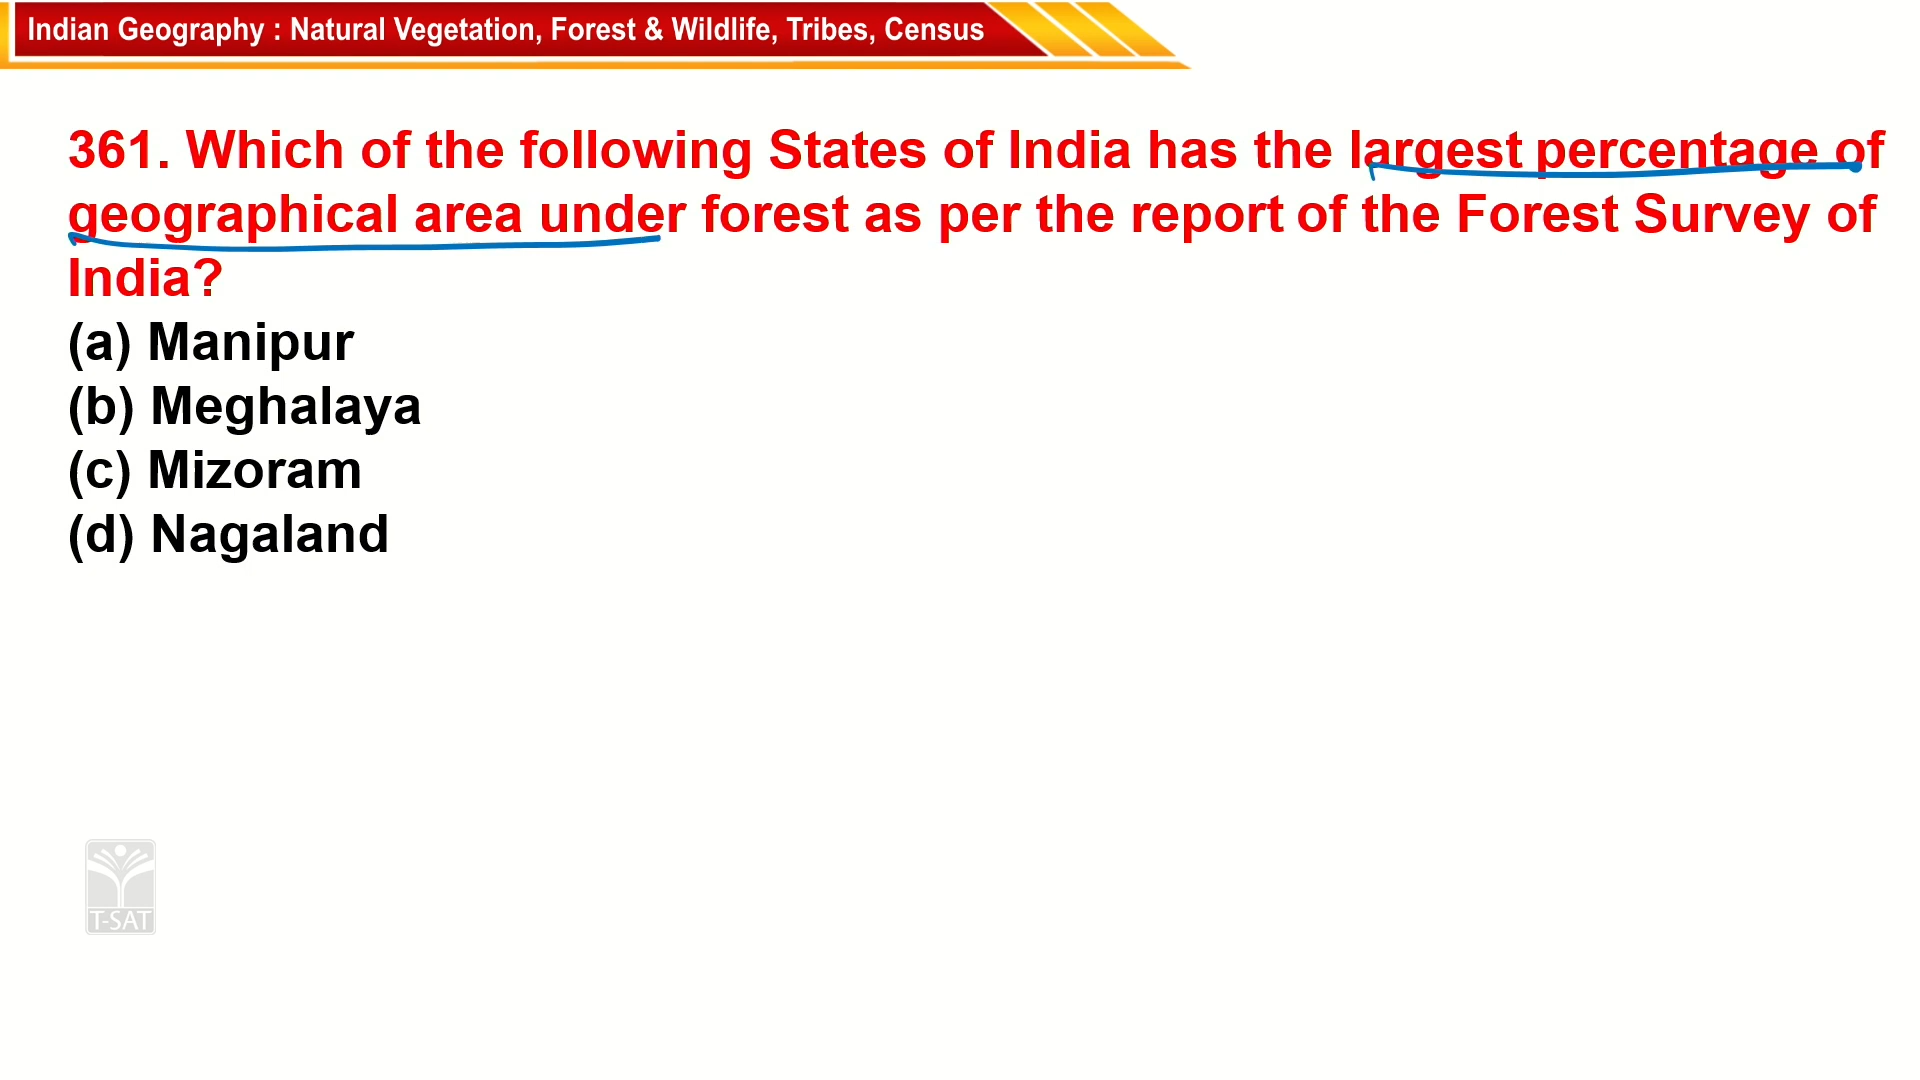 Indian Geography : Natural Vegetation, Forest & Wildlife, Tribes, Census
361. Which of the following States of India has the largest percentage of
geographical area under forest as per the report of the Forest Survey of
India?
(a) Manipur
(b) Meghalaya
(c) Mizoram
(d) Nagaland
T-SAT